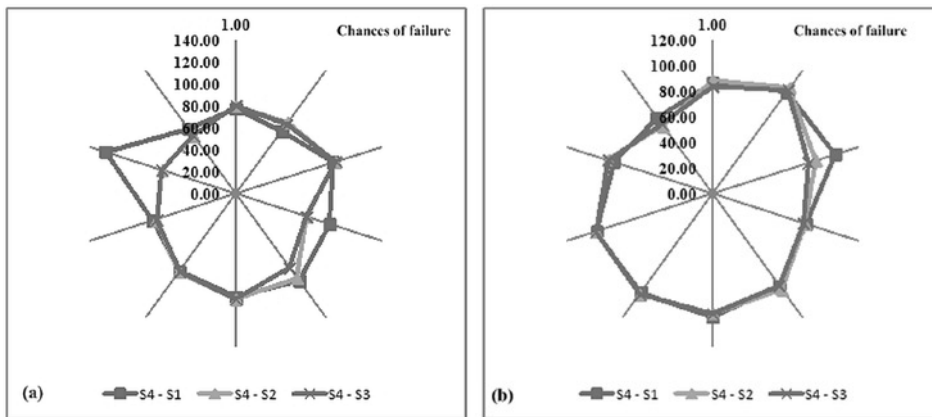 1.00
Chances of failure
140.00
120.00
100.00
80.00
60.00
40.00
20.00
0.00
(a)
S4 - S1 S4 - S2 S4 - S3
1.00
Chances of failure
120.00
100.00
80.00
60.00
40.00
20.00
0.00
(b)
S4 - S1 S4 - S2 S4 - S3